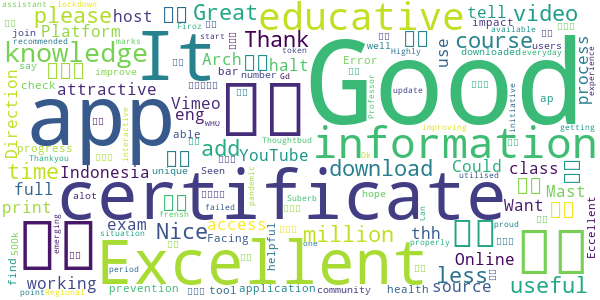 Good
certificate
app
Excellent
It
information
educative
knowledge
please
host
Great
tell
video
Platform
Thank
use
course
process
attractive
Arch
halt
Vimeo
bar
number
Error
Direction
eng
able
add
YouTube
download
Indonesia
time
full
print
exam
Nice
access
million
Could
class
Want
Mast
Online
useful
less
source
working
find
500k
Facing
helpful
thh
tool
application
prevention
community
health
hope
Seen
unique
alot
progress
check
improve
say
join
assistant
lockdown
recommended
marks
Firoz
start
token
Gd
WHO
impact
available
well
Highly
users
downloaded
everyday
ap
Professor
update
initiative
improving
getting
experience
interactive
Thoughtbud
pandemic
Ok
utilised
Suberb
frensh
failed
Can
proud
properly
one
Thankyou
situation
period
point
Regional
emerging